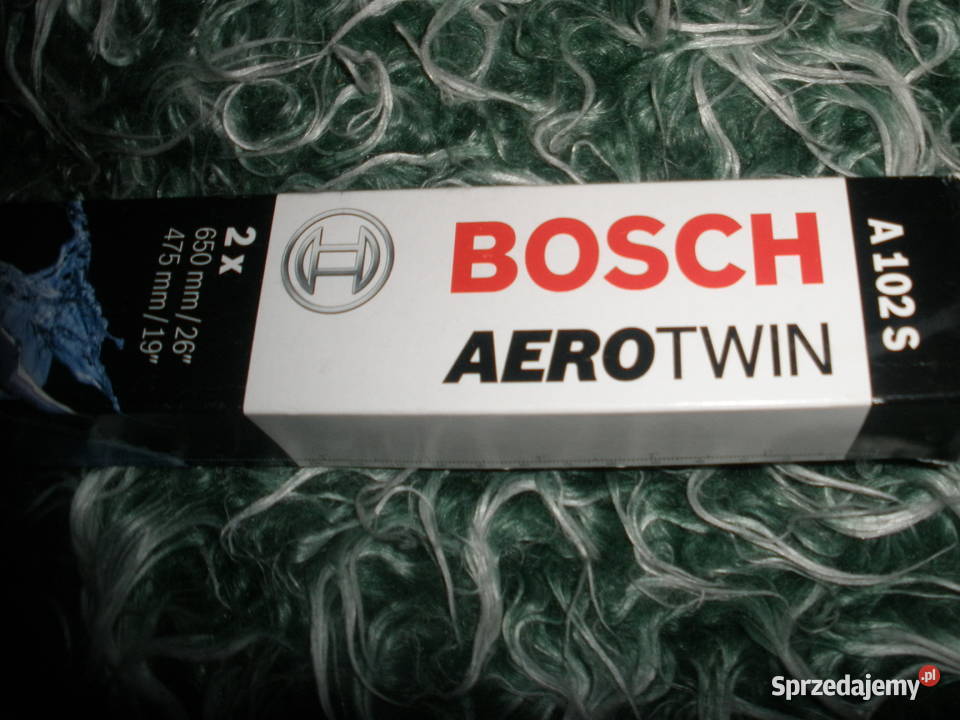 2 x
650 mm / 26"
475 mm / 19"
BOSCH
AEROTWIN
A 102 S
Sprzedajemy.pl